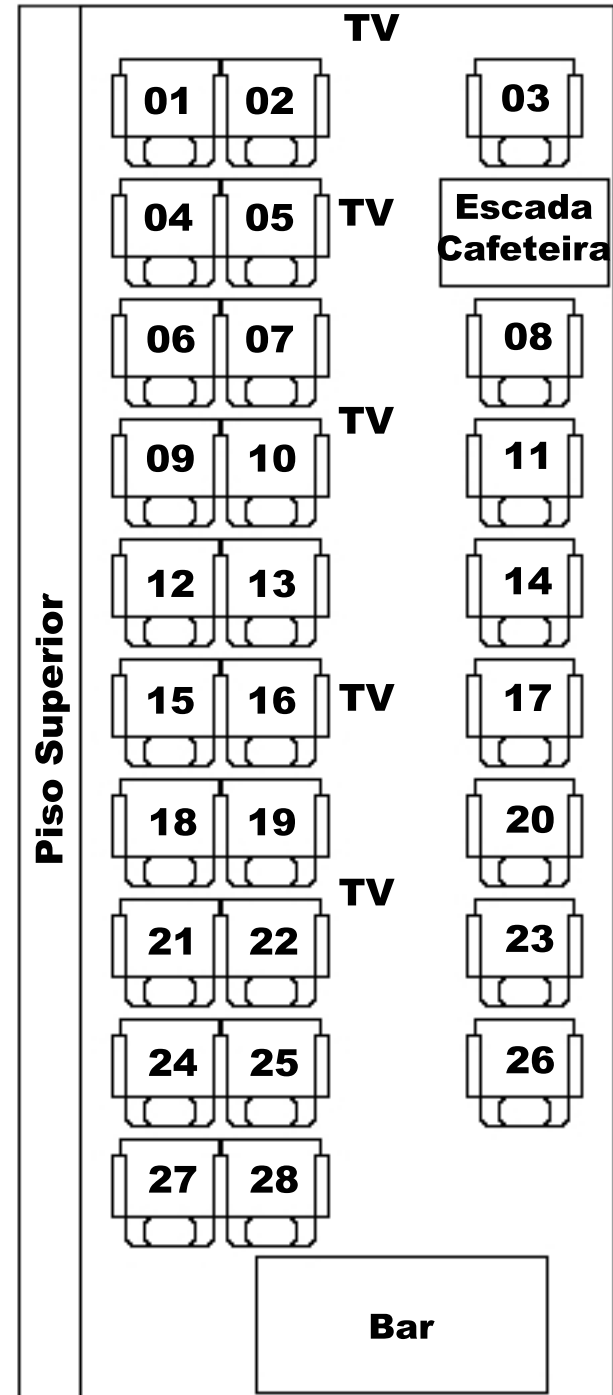 TV
01 02 03
04 05 TV Escada
Cafeteira
06 07 08
TV
09 10 11
12 13 14
Piso Superior
15 16 TV 17
18 19 20
TV
21 22 23
24 25 26
27 28
Bar